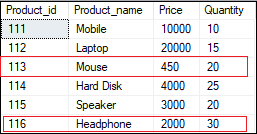 Product_id Product_name Price Quantity
111 Mobile 10000 10
112 Laptop 20000 15
113 Mouse 450 20
114 Hard Disk 4000 25
115 Speaker 3000 20
116 Headphone 2000 30